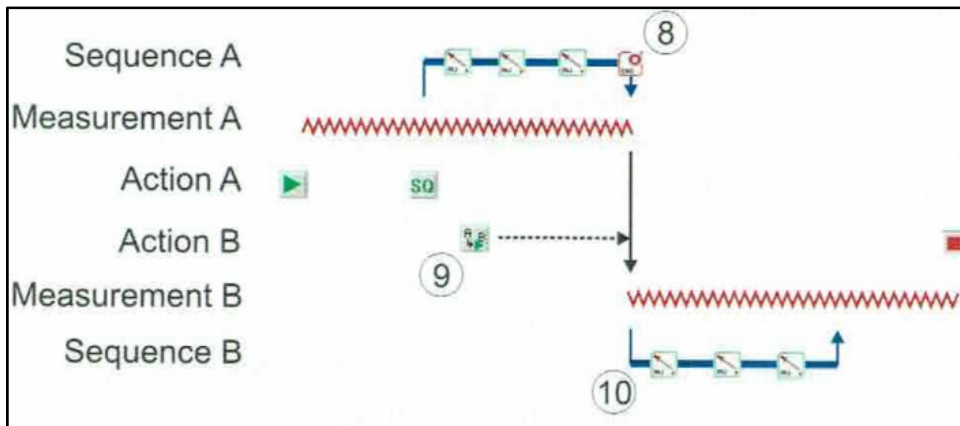 Sequence A
8
Measurement A
Action A
SQ
Action B
9
Measurement B
Sequence B
10